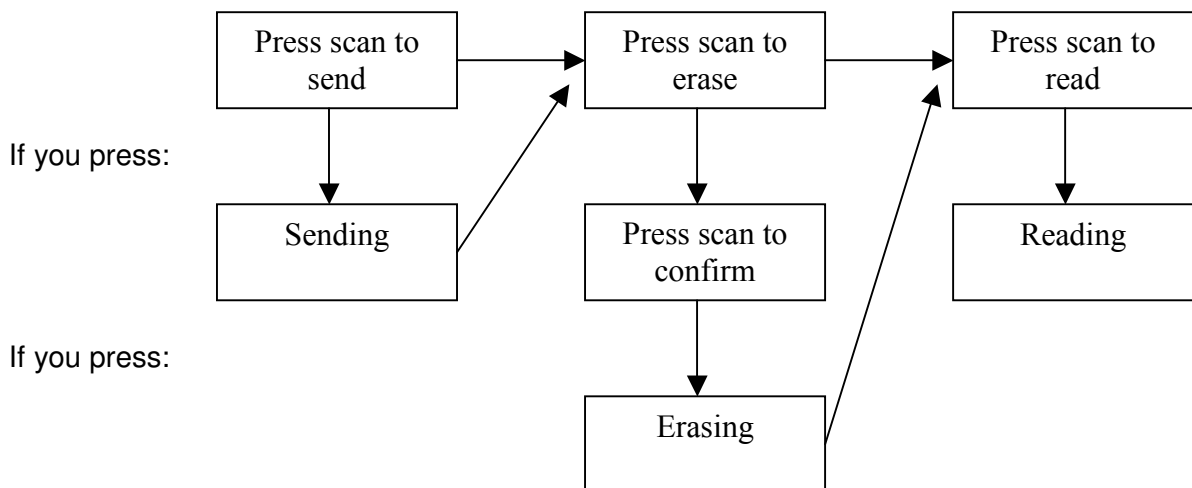 Press scan to
send
Press scan to
erase
Press scan to
read
If you press:
Sending
Press scan to
confirm
Reading
If you press:
Erasing